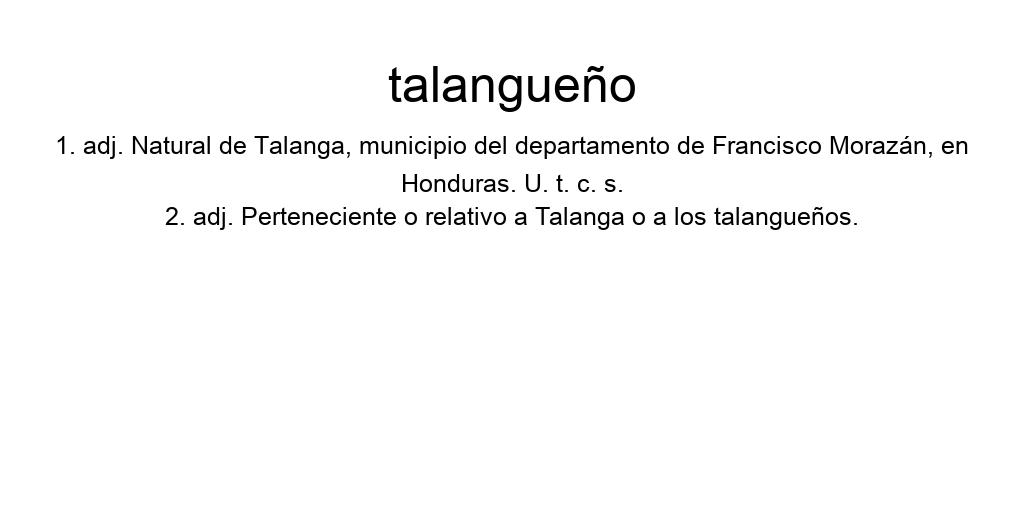 talangueño
1. adj. Natural de Talanga, municipio del departamento de Francisco Morazán, en
Honduras. U. t. c. s.
2. adj. Perteneciente o relativo a Talanga o a los talangueños.